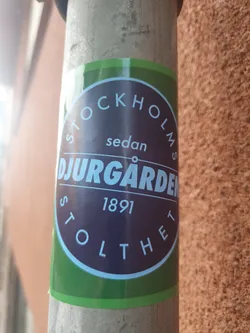 STOCKHOLMS
sedan
DJURGÅRDEN
1891
STOLTHET